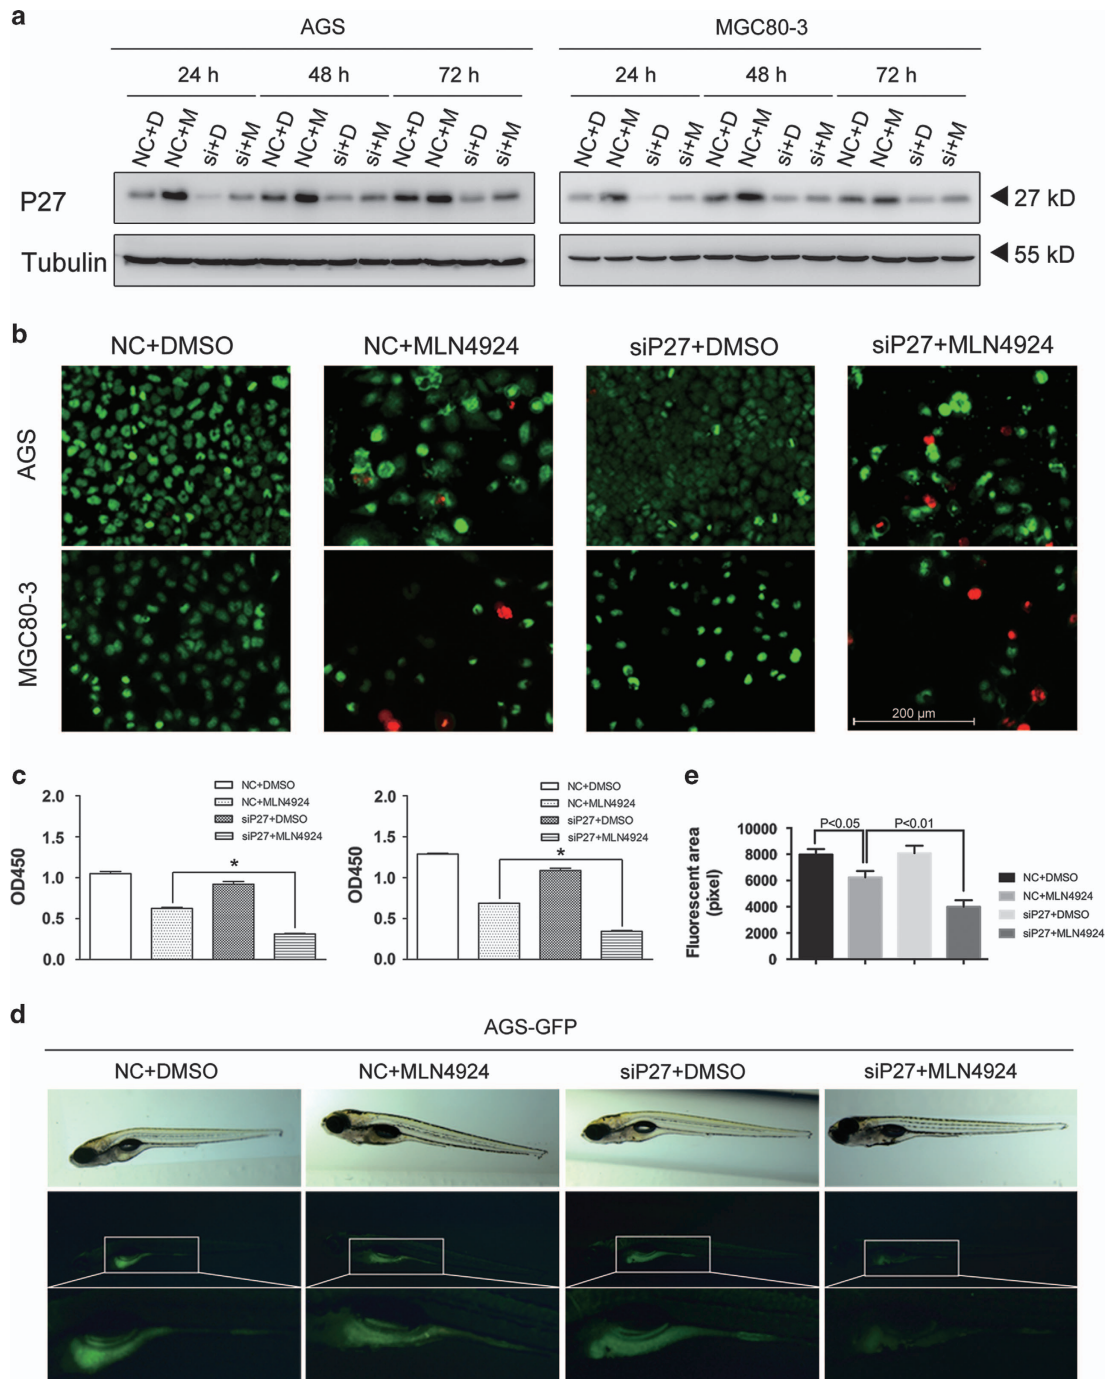 a
AGS
MGC80-3
24 h 48 h 72 h
24 h 48 h 72 h
NC+D NC+M si+D si+M NC+D NC+M si+D si+M NC+D NC+M si+D si+M
NC+D NC+M si+D si+M NC+D NC+M si+D si+M NC+D NC+M si+D si+M
P27
27 kD
Tubulin
55 kD
b
NC+DMSO NC+MLN4924 siP27+DMSO siP27+MLN4924
AGS
MGC80-3
200 µm
c
OD450
2.0
1.5
1.0
0.5
0.0
NC+DMSO
NC+MLN4924
siP27+DMSO
siP27+MLN4924
*
OD450
2.0
1.5
1.0
0.5
0.0
NC+DMSO
NC+MLN4924
siP27+DMSO
siP27+MLN4924
*
e
Fluorescent area
(pixel)
10000
8000
6000
4000
2000
0
P<0.05
P<0.01
NC+DMSO
NC+MLN4924
siP27+DMSO
siP27+MLN4924
d
AGS-GFP
NC+DMSO NC+MLN4924 siP27+DMSO siP27+MLN4924